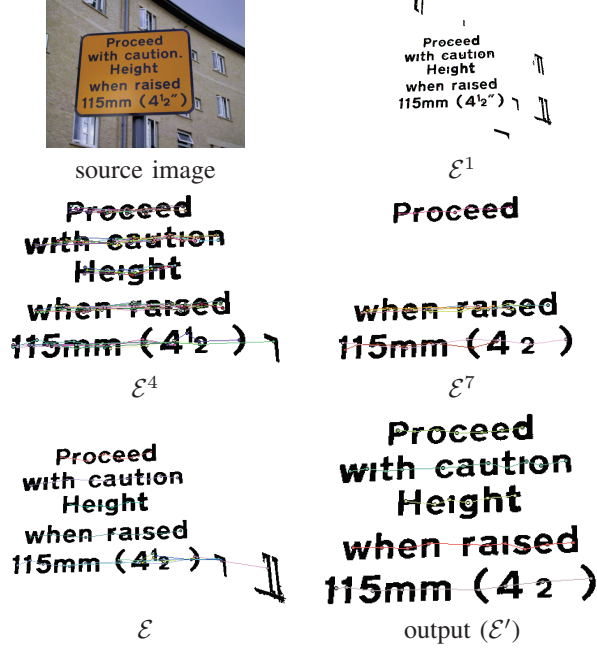 Proceed
with caution.
Height
when raised
115mm (4½")
source image
Proceed
with caution
Height
when raised
115mm (4½")
ℰ¹
Proceed
with caution
Height
when raised
115mm (4½ )
ℰ⁴
Proceed
when raised
115mm (4 2 )
ℰ⁷
Proceed
with caution
Height
when raised
115mm (4½ )
ℰ
Proceed
with caution
Height
when raised
115mm (4 2 )
output (ℰ′)